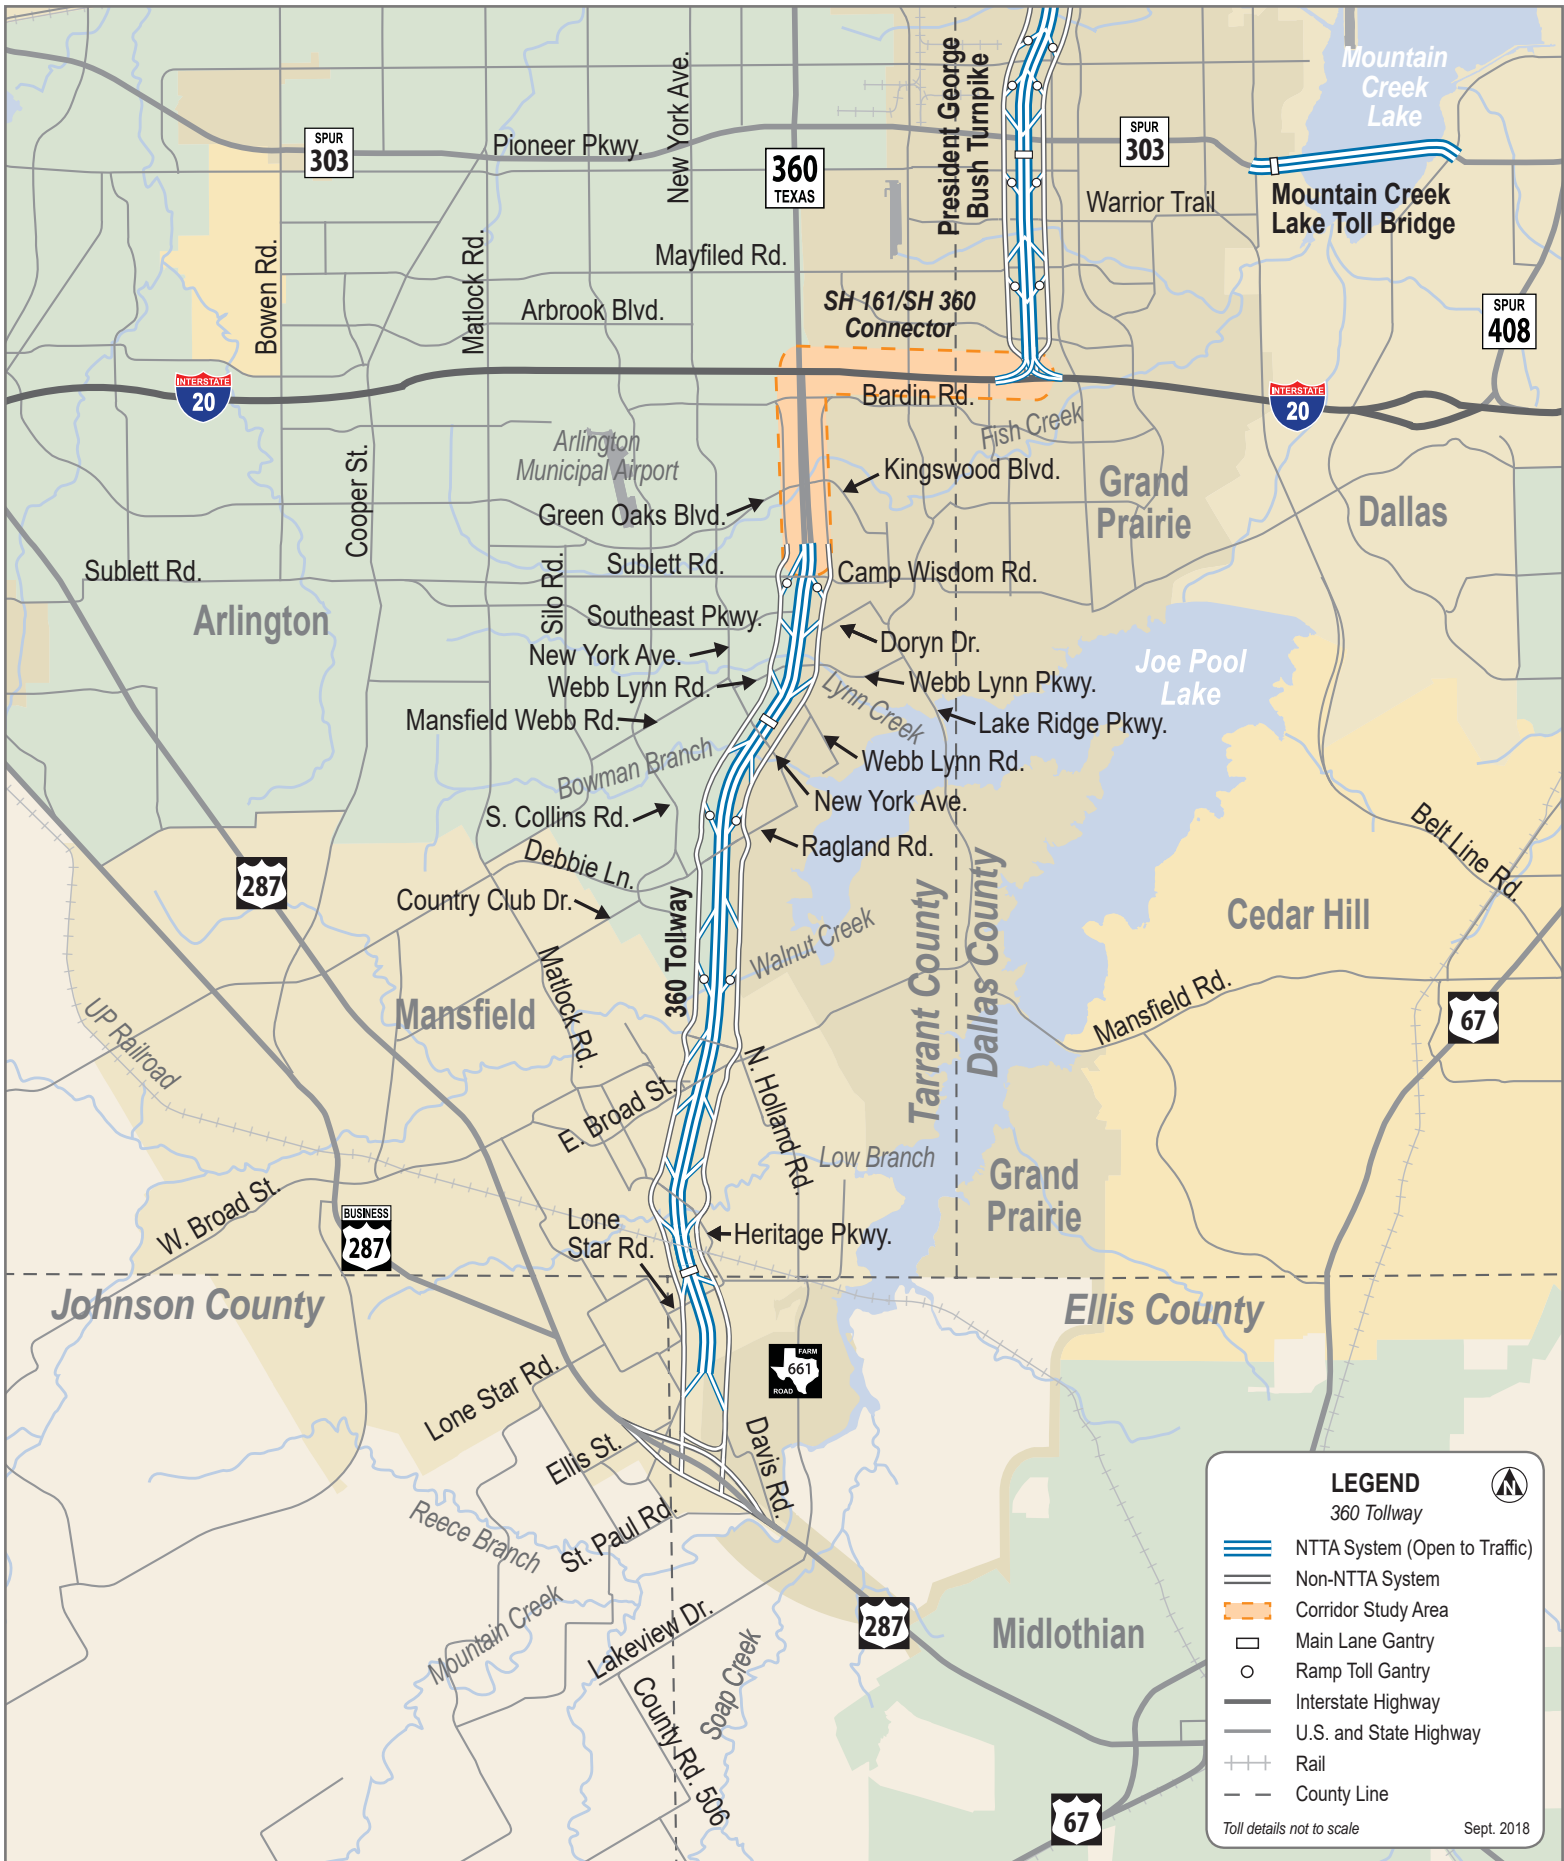 New York Ave.
President George
Bush Turnpike
Mountain
Creek
Lake
SPUR
303
Pioneer Pkwy.
360
TEXAS
SPUR
303
Warrior Trail
Mountain Creek
Lake Toll Bridge
Bowen Rd.
Matlock Rd.
Mayfiled Rd.
Arbrook Blvd.
SH 161/SH 360
Connector
SPUR
408
INTERSTATE
20
Bardin Rd.
INTERSTATE
20
Fish Creek
Arlington
Municipal Airport
Cooper St.
Kingswood Blvd.
Grand
Prairie
Dallas
Green Oaks Blvd.
Sublett Rd.
Silo Rd.
Sublett Rd.
Camp Wisdom Rd.
Arlington
Southeast Pkwy.
Doryn Dr.
New York Ave.
Webb Lynn Rd.
Webb Lynn Pkwy.
Joe Pool
Lake
Mansfield Webb Rd.
Lynn Creek
Lake Ridge Pkwy.
Bowman Branch
Webb Lynn Rd.
New York Ave.
S. Collins Rd.
Ragland Rd.
Belt Line Rd.
Debbie Ln.
287
Country Club Dr.
360 Tollway
Walnut Creek
Tarrant County
Dallas County
Cedar Hill
Matlock Rd.
Mansfield
Mansfield Rd.
67
UP Railroad
E. Broad St.
N. Holland Rd.
Low Branch
Grand
Prairie
W. Broad St.
BUSINESS
287
Lone
Star Rd.
Heritage Pkwy.
Johnson County
Ellis County
FARM
661
ROAD
Lone Star Rd.
Ellis St.
Davis Rd.
Reece Branch
St. Paul Rd.
Mountain Creek
Lakeview Dr.
287
Midlothian
Soap Creek
County Rd. 506
67
LEGEND
N
360 Tollway
NTTA System (Open to Traffic)
Non-NTTA System
Corridor Study Area
Main Lane Gantry
Ramp Toll Gantry
Interstate Highway
U.S. and State Highway
Rail
County Line
Toll details not to scale
Sept. 2018